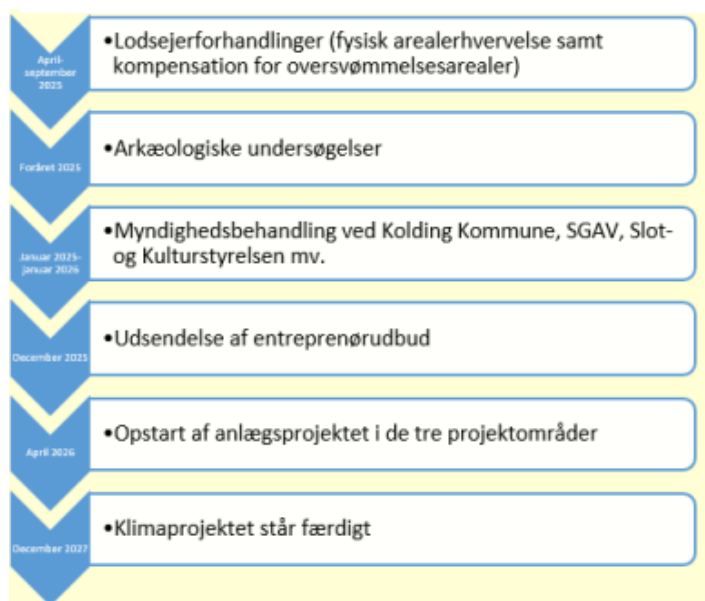 April-
september
2025
•Lodsejerforhandlinger (fysisk arealerhvervelse samt
kompensation for oversvømmelsesarealer)
Foråret 2025
•Arkæologiske undersøgelser
Januar 2025-
januar 2026
•Myndighedsbehandling ved Kolding Kommune, SGAV, Slot-
og Kulturstyrelsen mv.
December 2025
•Udsendelse af entreprenørudbud
April 2026
•Opstart af anlægsprojektet i de tre projektområder
December 2027
•Klimaprojektet står færdigt